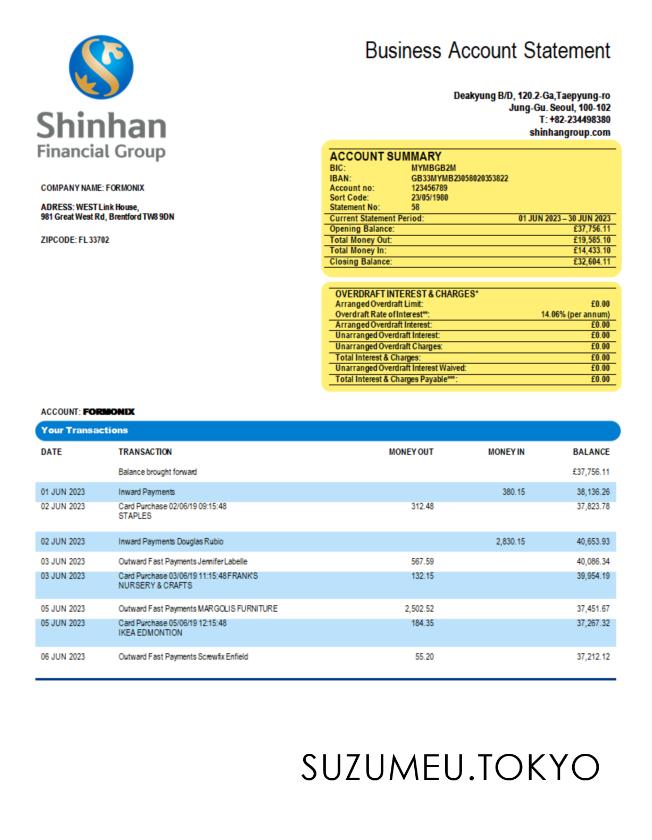 Business Account Statement
Shinhan
Financial Group
Deakyung B/D, 120.2-Ga,Taepyung-ro
Jung-Gu. Seoul, 100-102
T: +82-234498380
shinhangroup.com
COMPANY NAME: FORMONIX
ADRESS: WEST Link House,
981 Great West Rd, Brentford TW8 9DN
ZIPCODE: FL 33702
ACCOUNT SUMMARY
BIC: MYMBGB2M
IBAN: GB33MYMB23058020353822
Account no: 123456789
Sort Code: 23/05/1980
Statement No: 58
Current Statement Period: 01 JUN 2023 – 30 JUN 2023
Opening Balance: £37,756.11
Total Money Out: £19,585.10
Total Money In: £14,433.10
Closing Balance: £32,604.11
OVERDRAFT INTEREST & CHARGES*
Arranged Overdraft Limit: £0.00
Overdraft Rate of Interest**: 14.06% (per annum)
Arranged Overdraft Interest: £0.00
Unarranged Overdraft Interest: £0.00
Unarranged Overdraft Charges: £0.00
Total Interest & Charges: £0.00
Unarranged Overdraft Interest Waived: £0.00
Total Interest & Charges Payable***: £0.00
ACCOUNT: FORMONIX
Your Transactions
DATE TRANSACTION MONEY OUT MONEY IN BALANCE
Balance brought forward £37,756.11
01 JUN 2023 Inward Payments 380.15 38,136.26
02 JUN 2023 Card Purchase 02/06/19 09:15:48 312.48 37,823.78
STAPLES
02 JUN 2023 Inward Payments Douglas Rubio 2,830.15 40,653.93
03 JUN 2023 Outward Fast Payments Jennifer Labelle 567.59 40,086.34
03 JUN 2023 Card Purchase 03/06/19 11:15:48 FRANK'S 132.15 39,954.19
NURSERY & CRAFTS
05 JUN 2023 Outward Fast Payments MARGOLIS FURNITURE 2,502.52 37,451.67
05 JUN 2023 Card Purchase 05/06/19 12:15:48 184.35 37,267.32
IKEA EDMONTION
06 JUN 2023 Outward Fast Payments Screwfix Enfield 55.20 37,212.12
SUZUMEU.TOKYO